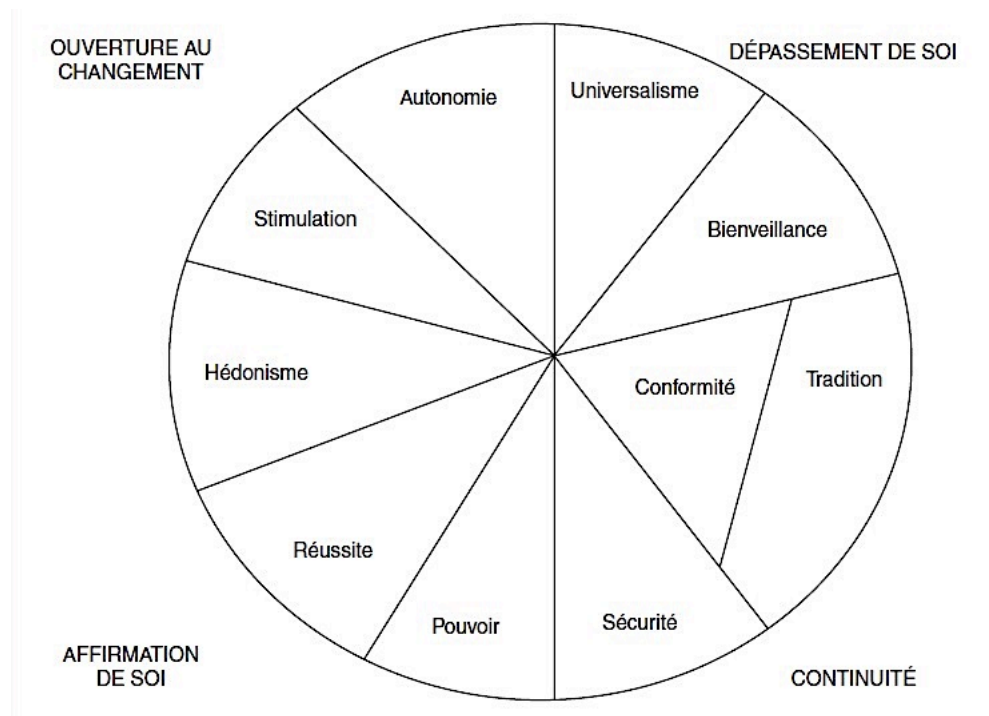 OUVERTURE AU
CHANGEMENT
DÉPASSEMENT DE SOI
Autonomie
Universalisme
Stimulation
Bienveillance
Hédonisme
Conformité
Tradition
Réussite
Pouvoir
Sécurité
AFFIRMATION
DE SOI
CONTINUITÉ